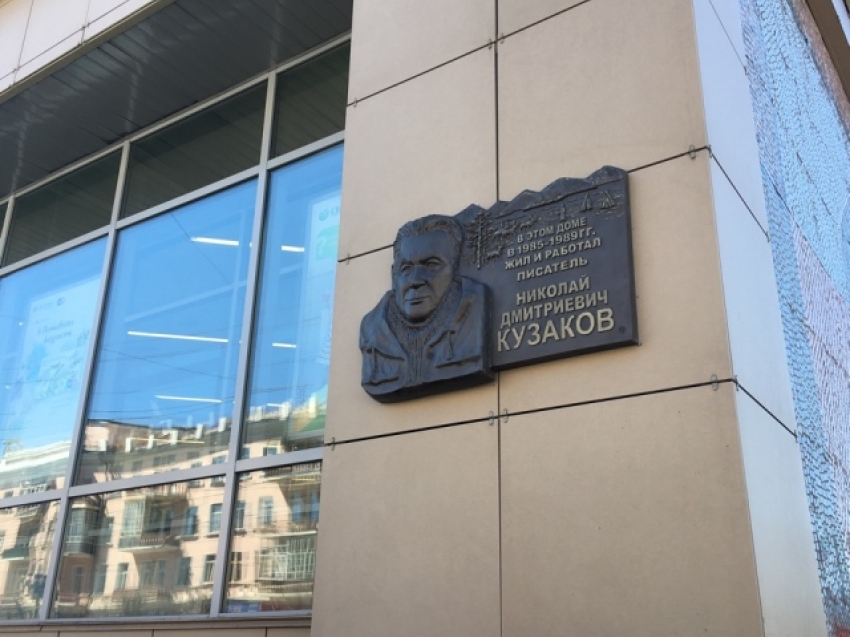 В ЭТОМ ДОМЕ
В 1985-1989ГГ.
ЖИЛ И РАБОТАЛ
ПИСАТЕЛЬ
НИКОЛАЙ
ДМИТРИЕВИЧ
КУЗАКОВ